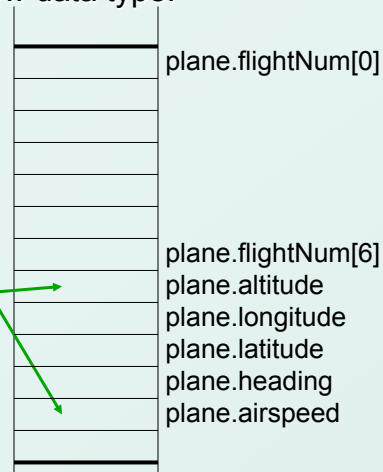 data type.
plane.flightNum[0]
plane.flightNum[6]
plane.altitude
plane.longitude
plane.latitude
plane.heading
plane.airspeed